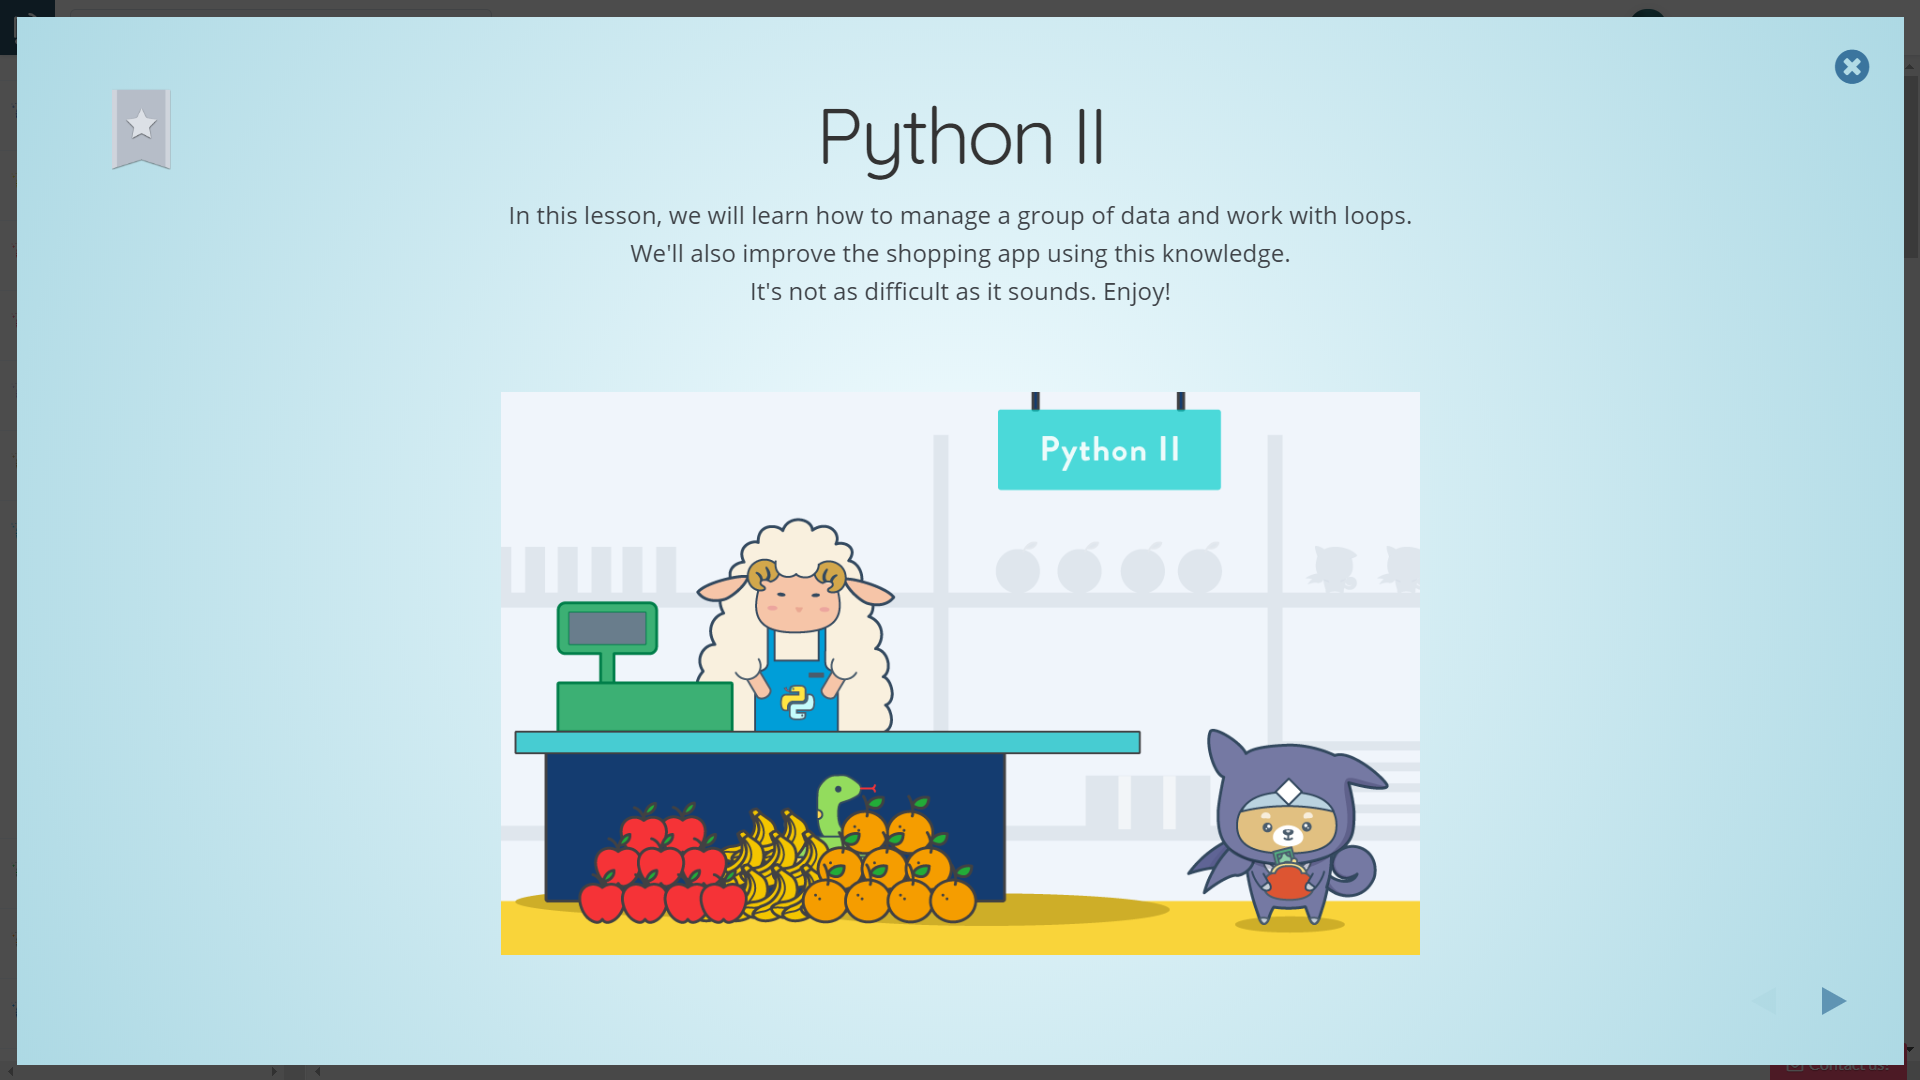 Python II
In this lesson, we will learn how to manage a group of data and work with loops.
We'll also improve the shopping app using this knowledge.
It's not as difficult as it sounds. Enjoy!
Python II
Contact us!